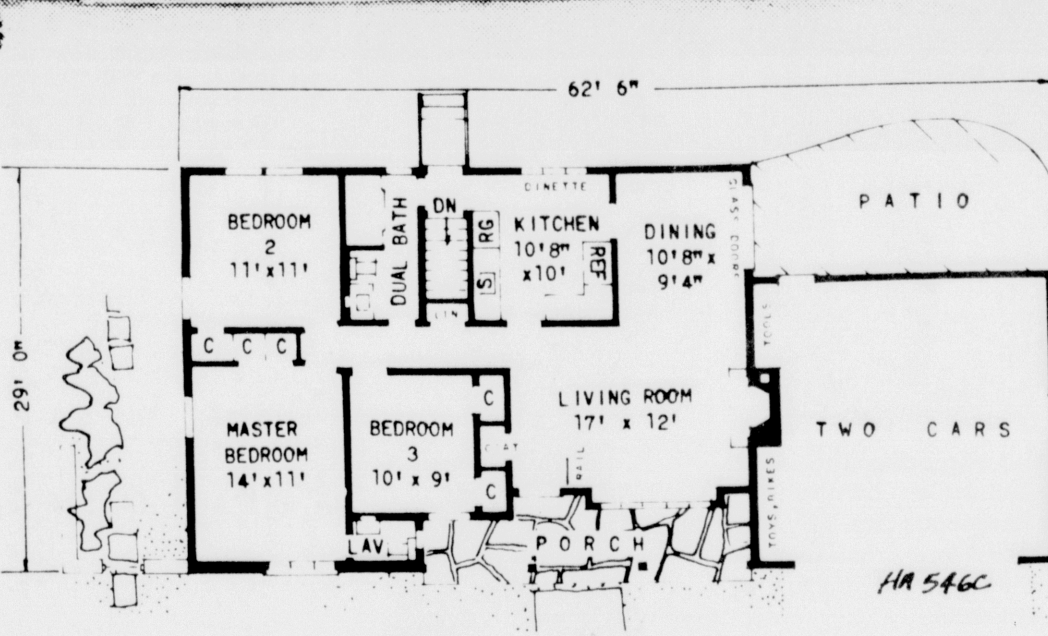 62' 6"
29' 0"
BEDROOM
2
11'x11'
DUAL BATH
DN
RG
S
DINETTE
KITCHEN
10'8"
x10'
REF
DINING
10'8"x
9'4"
GLASS DOORS
PATIO
C
C
C
LIN
TOOLS
MASTER
BEDROOM
14'x11'
BEDROOM
3
10' x 9'
C
C
LIVING ROOM
17' x 12'
RAIL
TWO CARS
TOYS, BIKES
LAV
PORCH
HA 546C